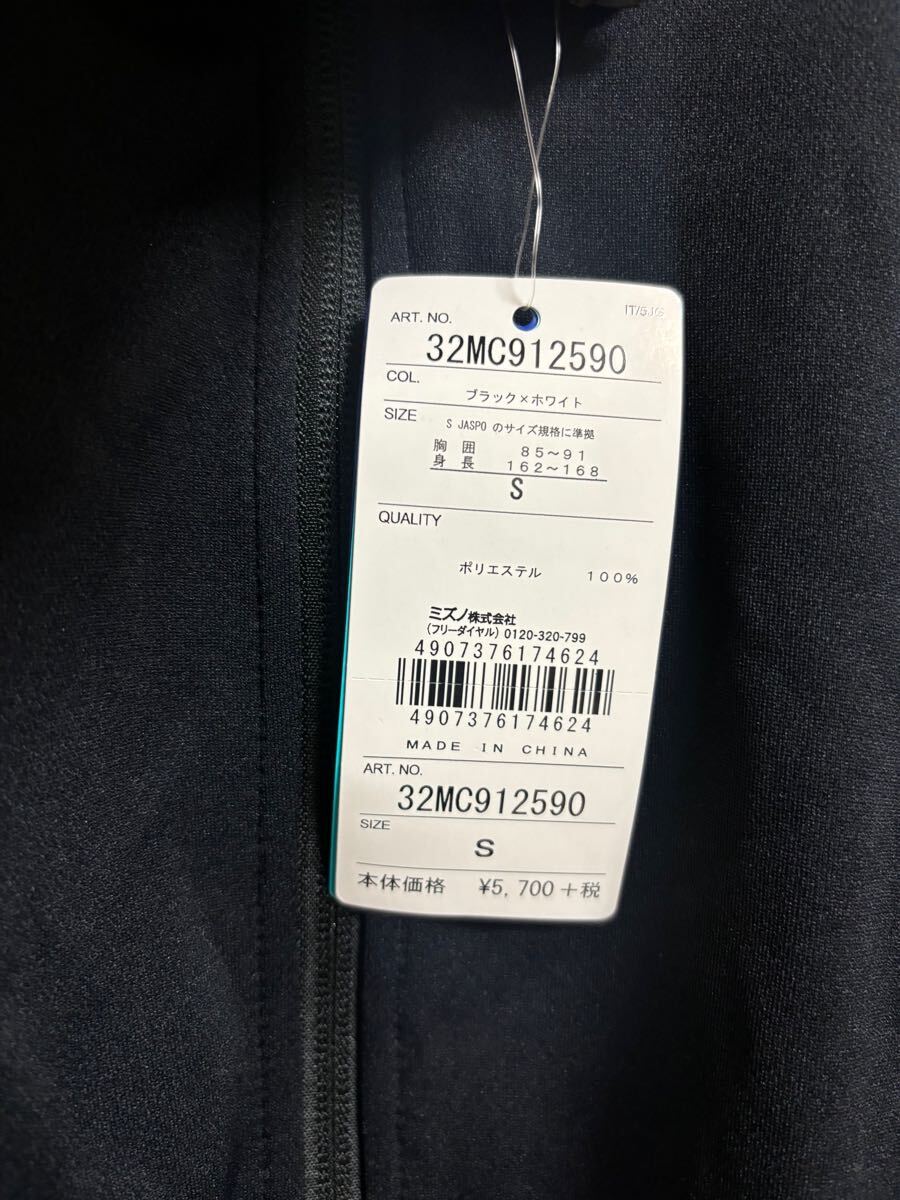 IT/5JG
ART. NO.
32MC912590
COL.
ブラック×ホワイト
SIZE
S JASPO のサイズ規格に準拠
胸囲 85～91
身長 162～168
S
QUALITY
ポリエステル 100%
ミズノ株式会社
(フリーダイヤル) 0120-320-799
4907376174624
4907376174624
MADE IN CHINA
ART. NO.
32MC912590
SIZE
S
本体価格 ¥5,700+税